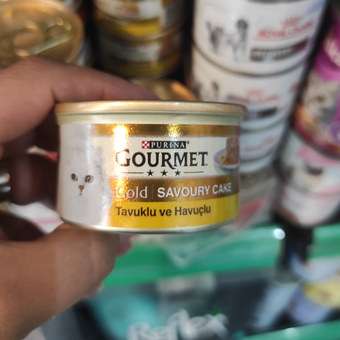 PURINA
GOURMET
Gold SAVOURY CAKE
Tavuklu ve Havuçlu
Reflex